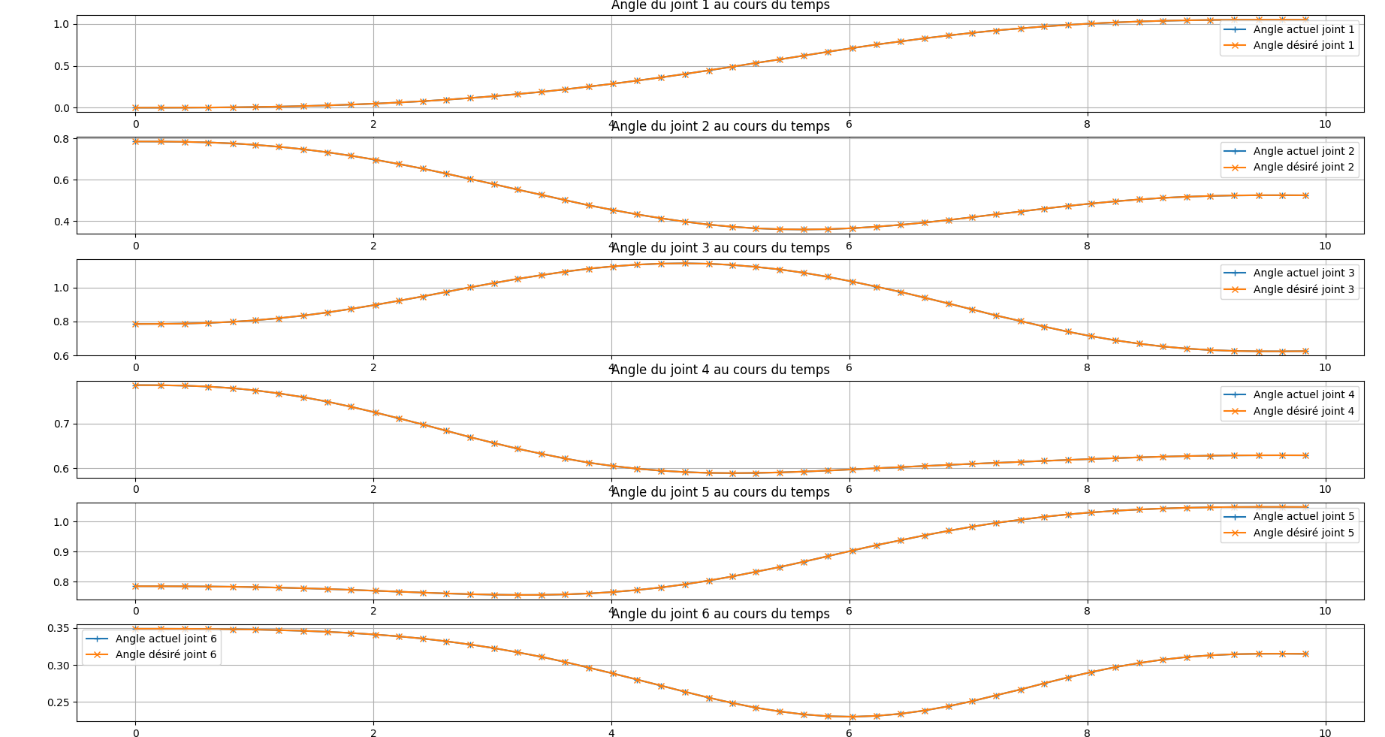 Angle du joint 1 au cours du temps
1.0
0.5
0.0
Angle actuel joint 1
Angle désiré joint 1
0 2 4 6 8 10
Angle du joint 2 au cours du temps
0.8
0.6
0.4
Angle actuel joint 2
Angle désiré joint 2
0 2 4 6 8 10
Angle du joint 3 au cours du temps
1.0
0.8
0.6
Angle actuel joint 3
Angle désiré joint 3
0 2 4 6 8 10
Angle du joint 4 au cours du temps
0.7
0.6
Angle actuel joint 4
Angle désiré joint 4
0 2 4 6 8 10
Angle du joint 5 au cours du temps
1.0
0.9
0.8
Angle actuel joint 5
Angle désiré joint 5
0 2 4 6 8 10
Angle du joint 6 au cours du temps
0.35
0.30
0.25
Angle actuel joint 6
Angle désiré joint 6
0 2 4 6 8 10